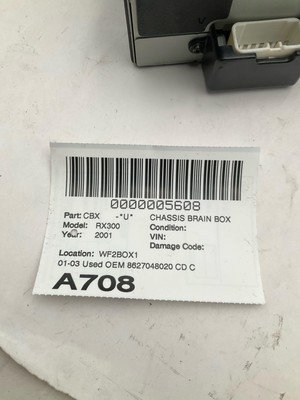 V
0000005608
Part: CBX -*U* CHASSIS BRAIN BOX
Model: RX300 Condition:
Year: 2001 VIN:
Damage Code:
Location: WF2BOX1
01-03 Used OEM 8627048020 CD C
A708